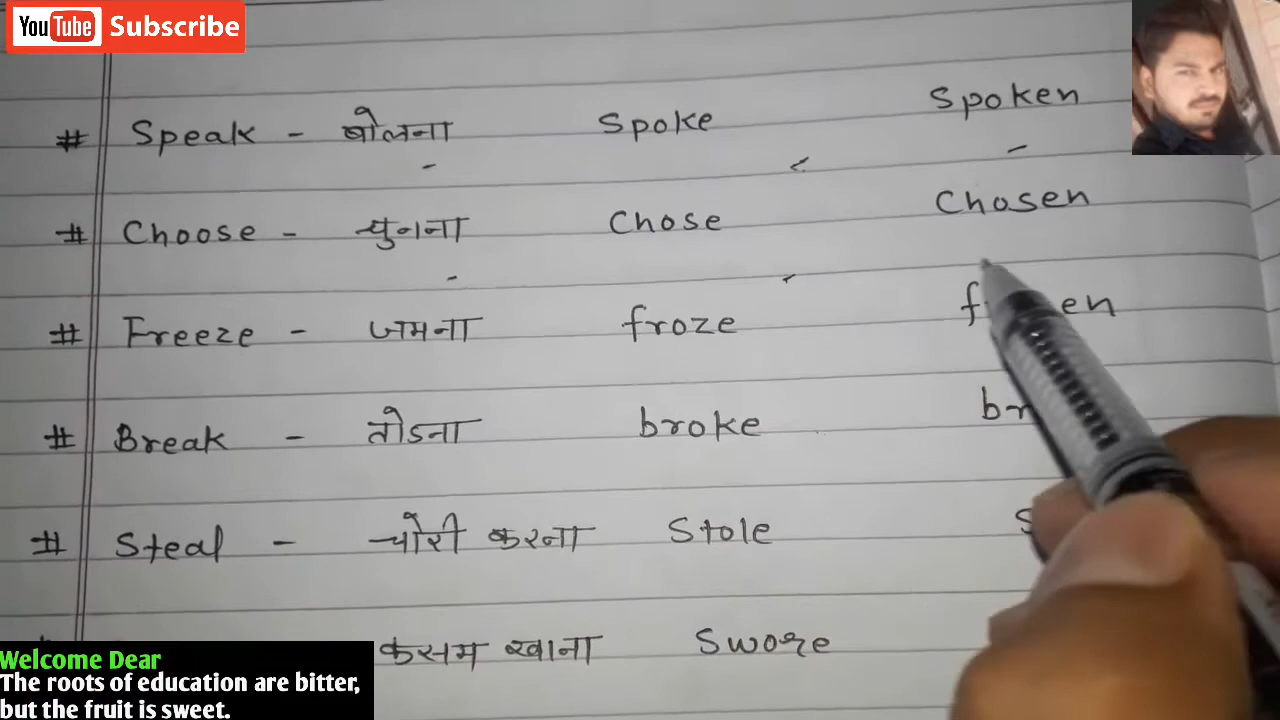 YouTube Subscribe
# Speak - बोलना Spoke Spoken
# Choose - चुनना Chose Chosen
# Freeze - जमना froze
# Break - तोडना broke
# Steal - चोरी करना Stole
कसम खाना Swore
Welcome Dear
The roots of education are bitter,
but the fruit is sweet.